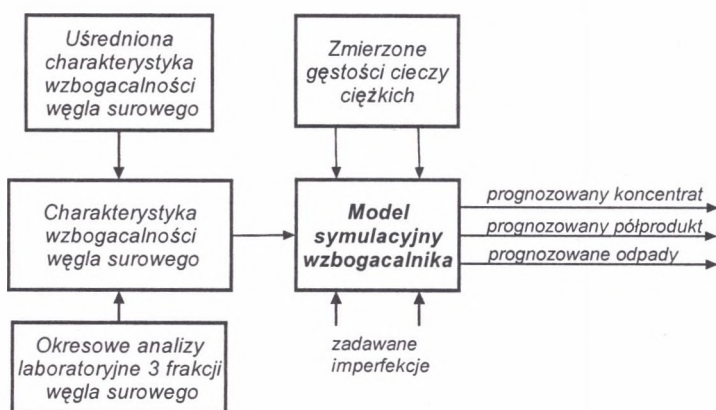 Uśredniona
charakterystyka
wzbogacalności
węgla surowego
Zmierzone
gęstości cieczy
ciężkich
Charakterystyka
wzbogacalności
węgla surowego
Model
symulacyjny
wzbogacalnika
prognozowany koncentrat
prognozowany półprodukt
prognozowane odpady
Okresowe analizy
laboratoryjne 3 frakcji
węgla surowego
zadawane
imperfekcje